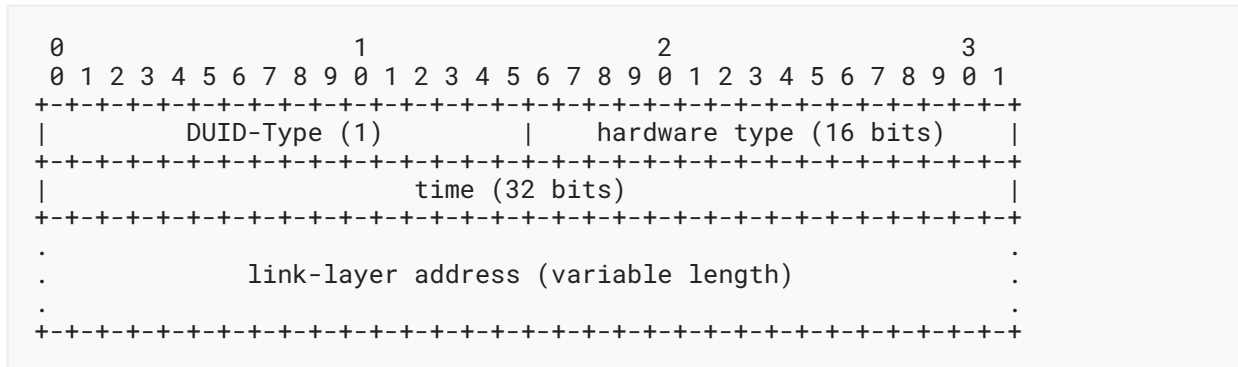 0                   1                   2                   3
 0 1 2 3 4 5 6 7 8 9 0 1 2 3 4 5 6 7 8 9 0 1 2 3 4 5 6 7 8 9 0 1
+-+-+-+-+-+-+-+-+-+-+-+-+-+-+-+-+-+-+-+-+-+-+-+-+-+-+-+-+-+-+-+-+
|         DUID-Type (1)         |    hardware type (16 bits)    |
+-+-+-+-+-+-+-+-+-+-+-+-+-+-+-+-+-+-+-+-+-+-+-+-+-+-+-+-+-+-+-+-+
|                        time (32 bits)                         |
+-+-+-+-+-+-+-+-+-+-+-+-+-+-+-+-+-+-+-+-+-+-+-+-+-+-+-+-+-+-+-+-+
.                                                               .
.             link-layer address (variable length)              .
.                                                               .
+-+-+-+-+-+-+-+-+-+-+-+-+-+-+-+-+-+-+-+-+-+-+-+-+-+-+-+-+-+-+-+-+